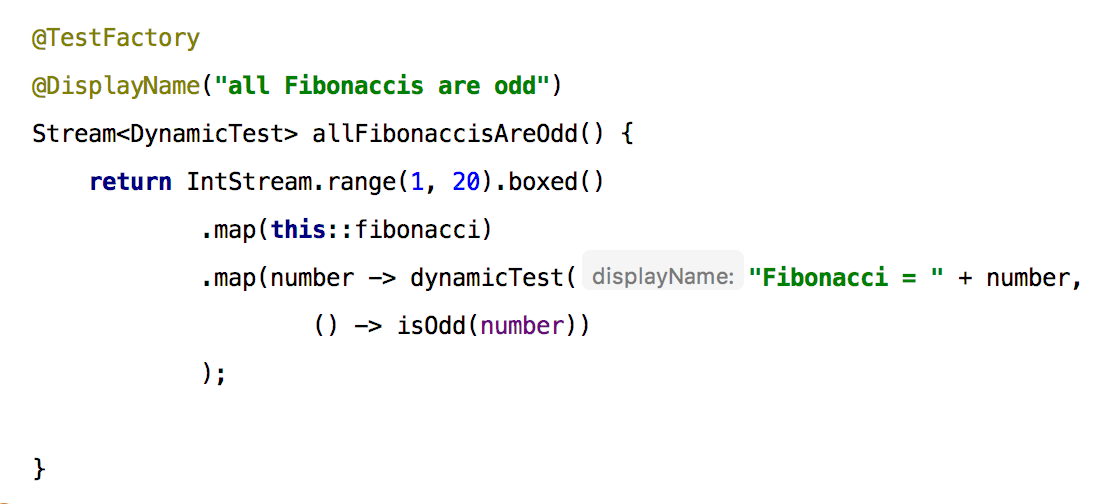 @TestFactory
@DisplayName("all Fibonaccis are odd")
Stream<DynamicTest> allFibonaccisAreOdd() {
return IntStream.range(1, 20).boxed()
.map(this::fibonacci)
.map(number -> dynamicTest( displayName: "Fibonacci = " + number,
() -> isOdd(number))
);
}